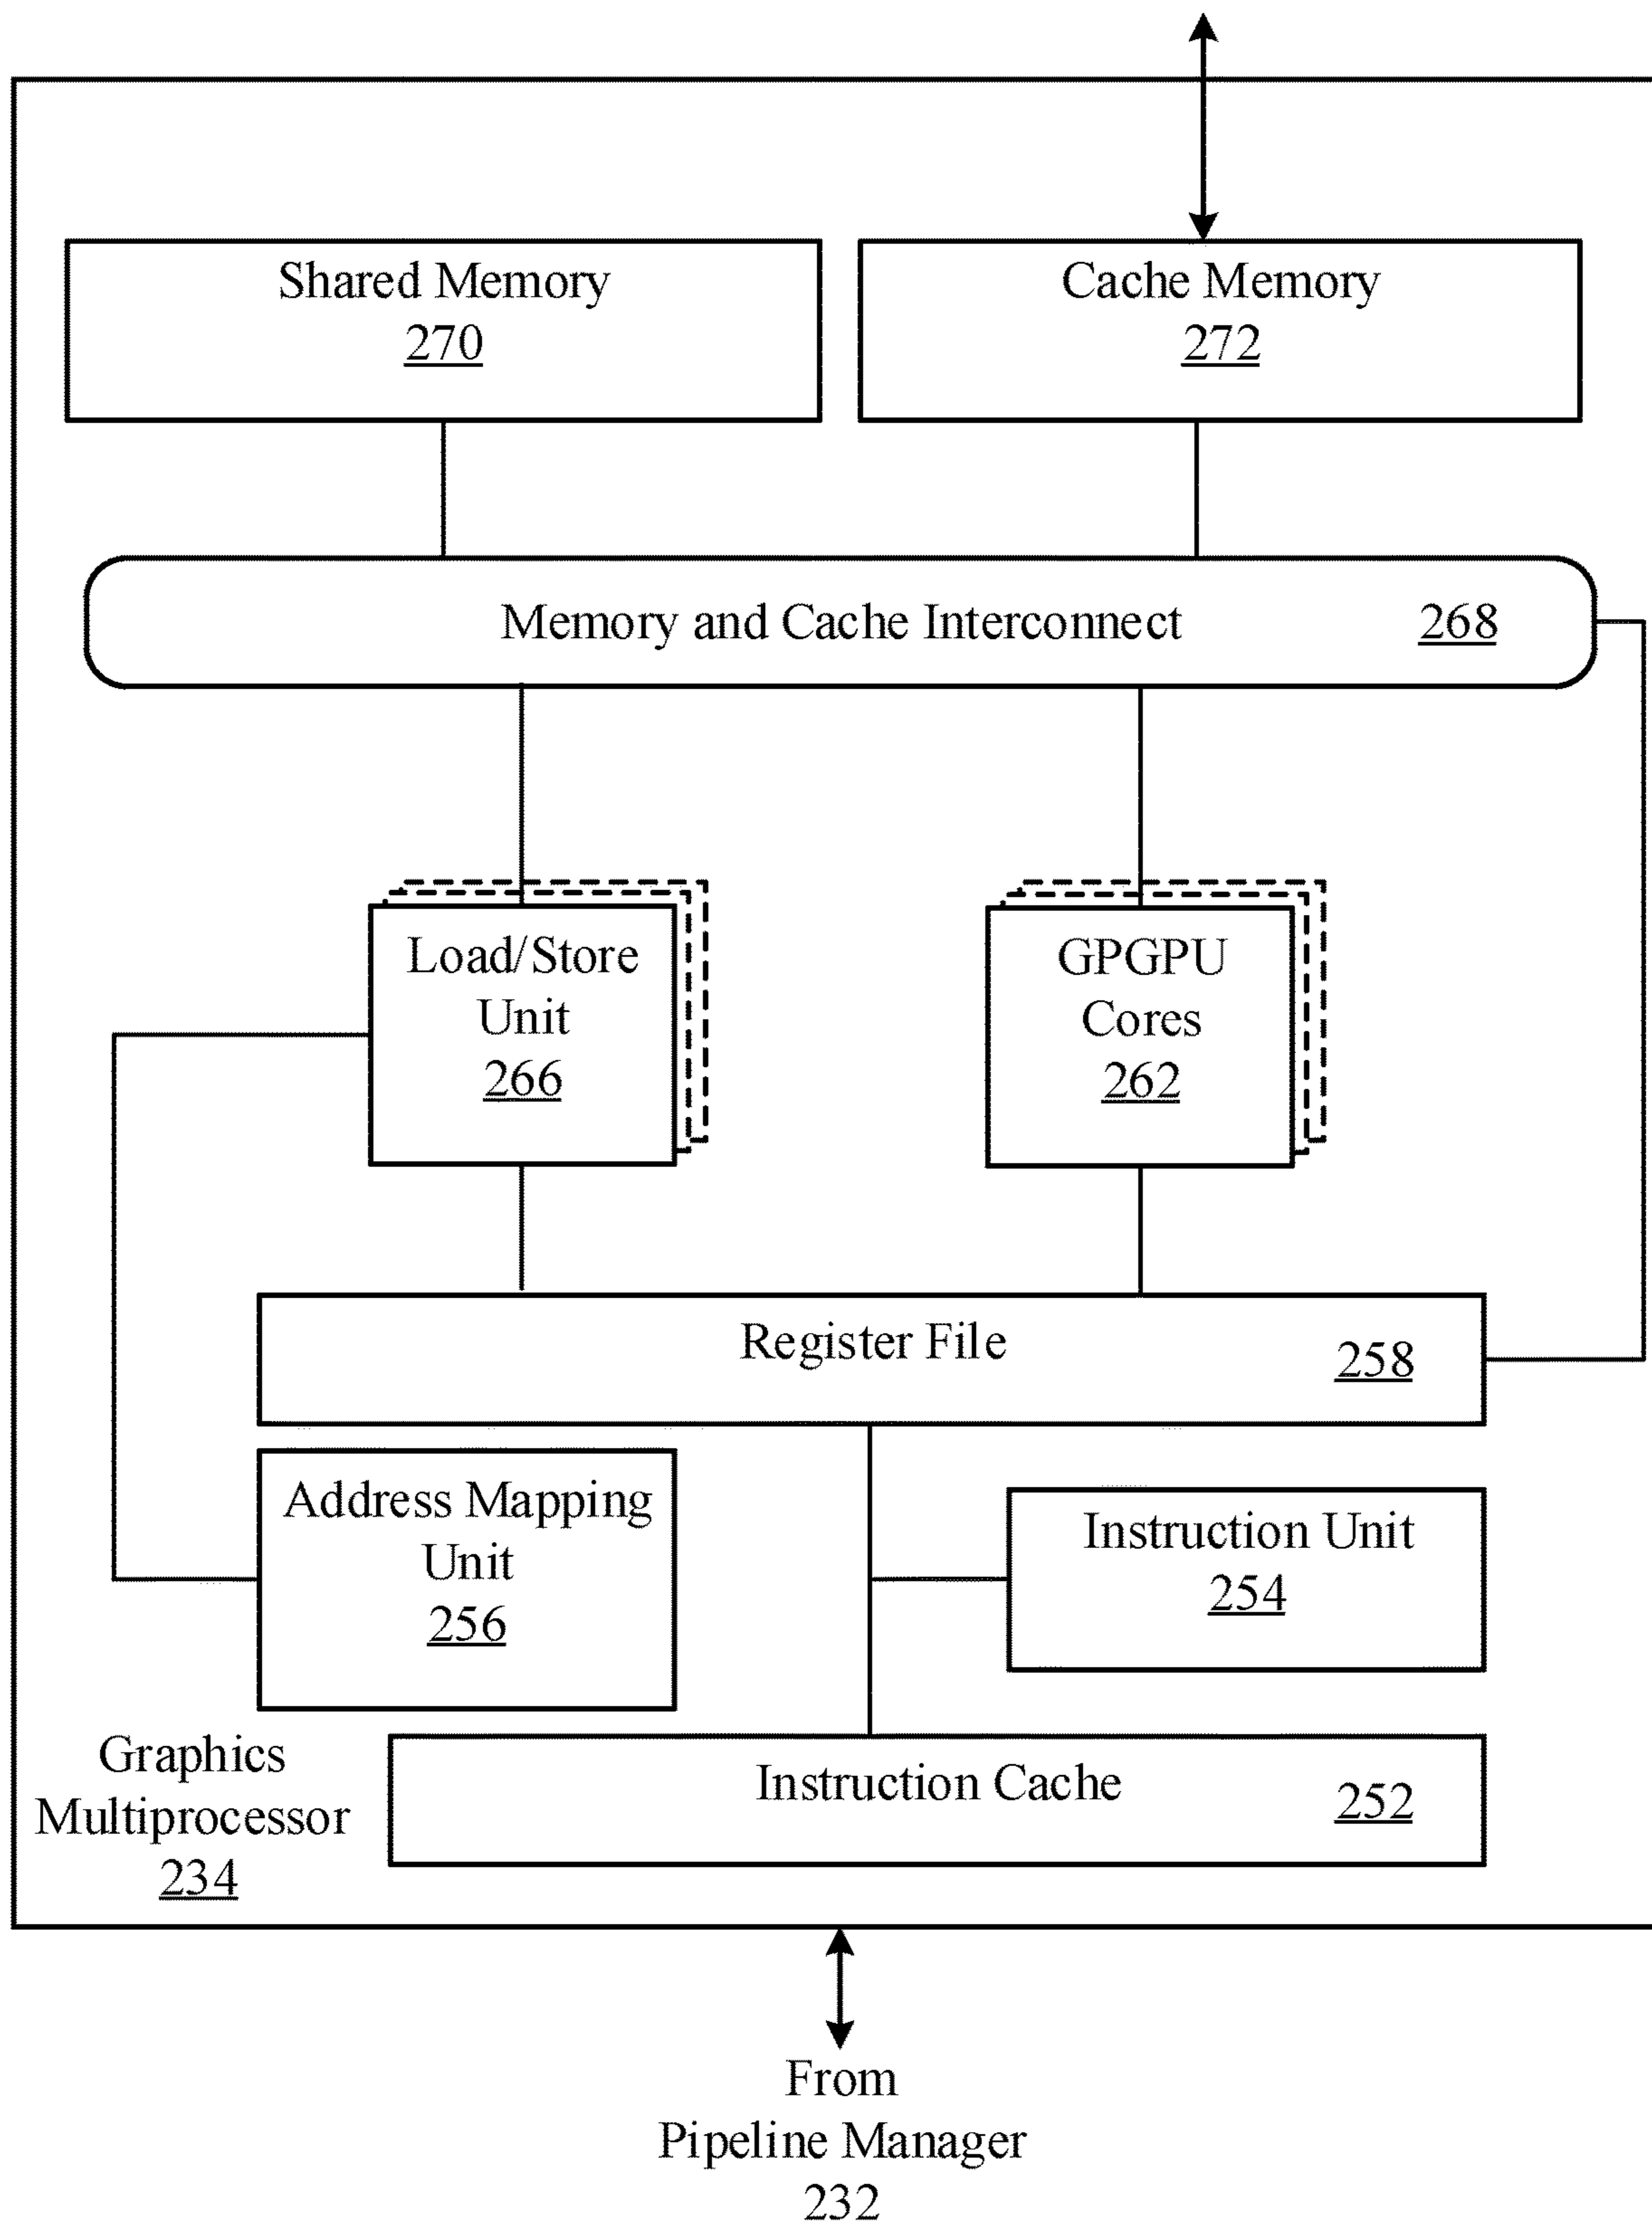 Shared Memory
270
Cache Memory
272
Memory and Cache Interconnect 268
Load/Store
Unit
266
GPGPU
Cores
262
Register File 258
Address Mapping
Unit
256
Instruction Unit
254
Graphics
Multiprocessor
234
Instruction Cache 252
From
Pipeline Manager
232